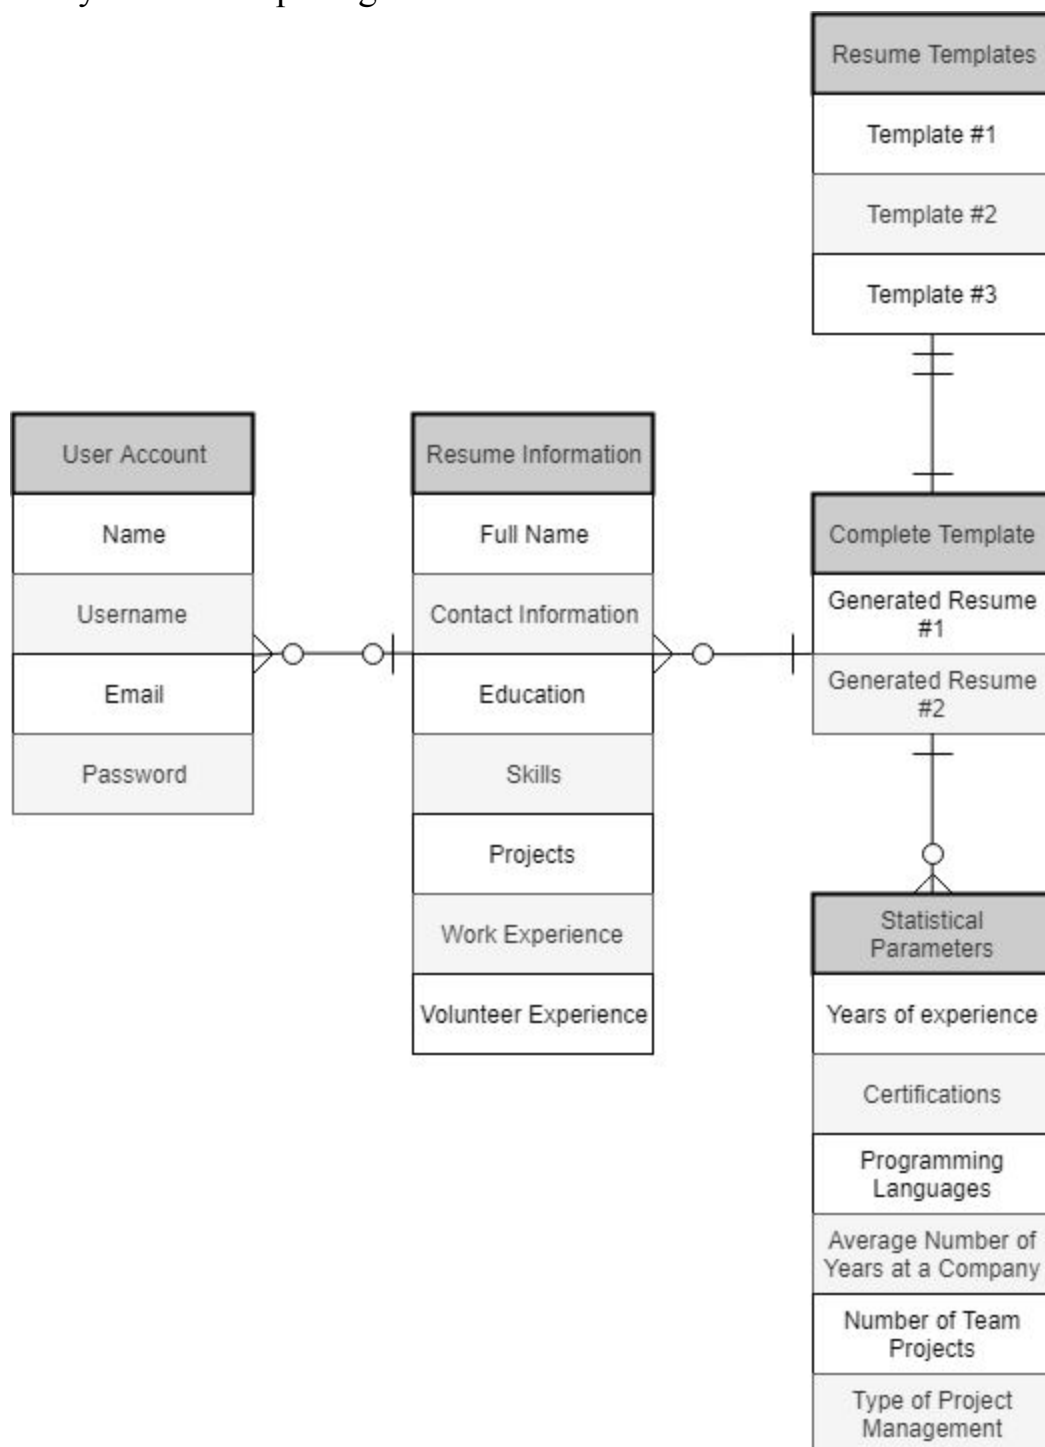 Resume Templates
Template #1
Template #2
Template #3
User Account
Name
Username
Email
Password
Resume Information
Full Name
Contact Information
Education
Skills
Projects
Work Experience
Volunteer Experience
Complete Template
Generated Resume
#1
Generated Resume
#2
Statistical
Parameters
Years of experience
Certifications
Programming
Languages
Average Number of
Years at a Company
Number of Team
Projects
Type of Project
Management